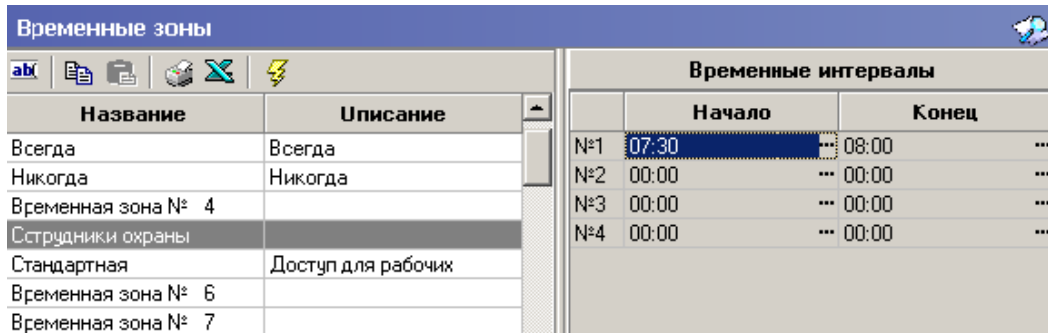 Временные зоны
ab(
Название Описание
Всегда Всегда
Никогда Никогда
Временная зона № 4
Сотрудники охраны
Стандартная Доступ для рабочих
Временная зона № 6
Временная зона № 7
Временные интервалы
Начало Конец
№1 07:30 ... 08:00 ...
№2 00:00 ... 00:00 ...
№3 00:00 ... 00:00 ...
№4 00:00 ... 00:00 ...